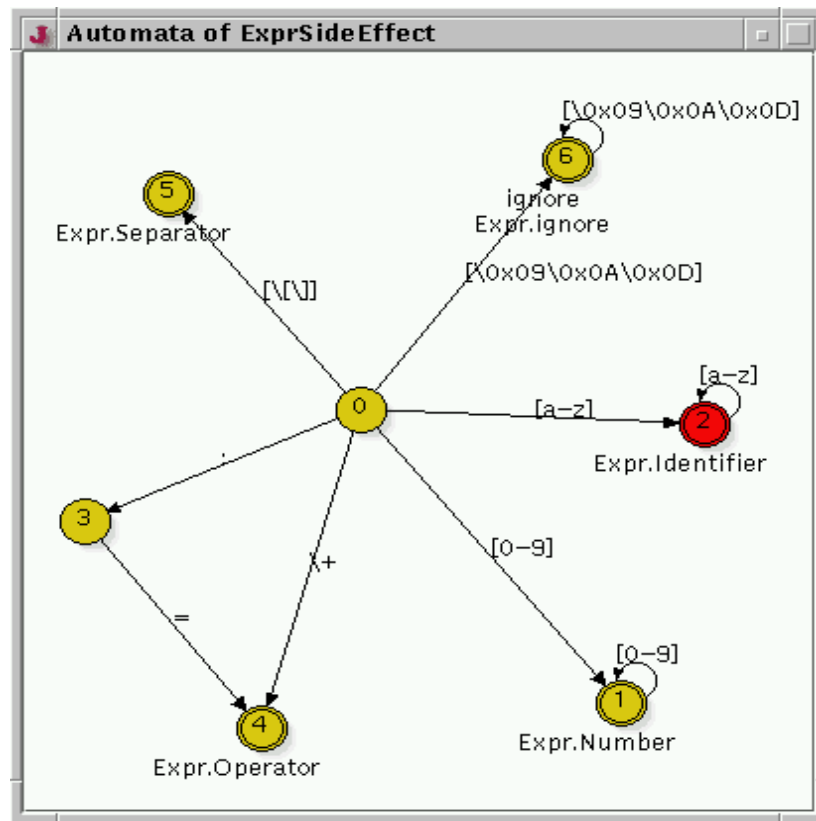 Automata of ExprSideEffect
[\0x09\0x0A\0x0D]
6
ignore
Expr.ignore
5
Expr.Separator
[\0x09\0x0A\0x0D]
[\[\]]
[a-z]
0
[a-z]
2
Expr.Identifier
3
\+
[0-9]
=
[0-9]
1
4
Expr.Number
Expr.Operator